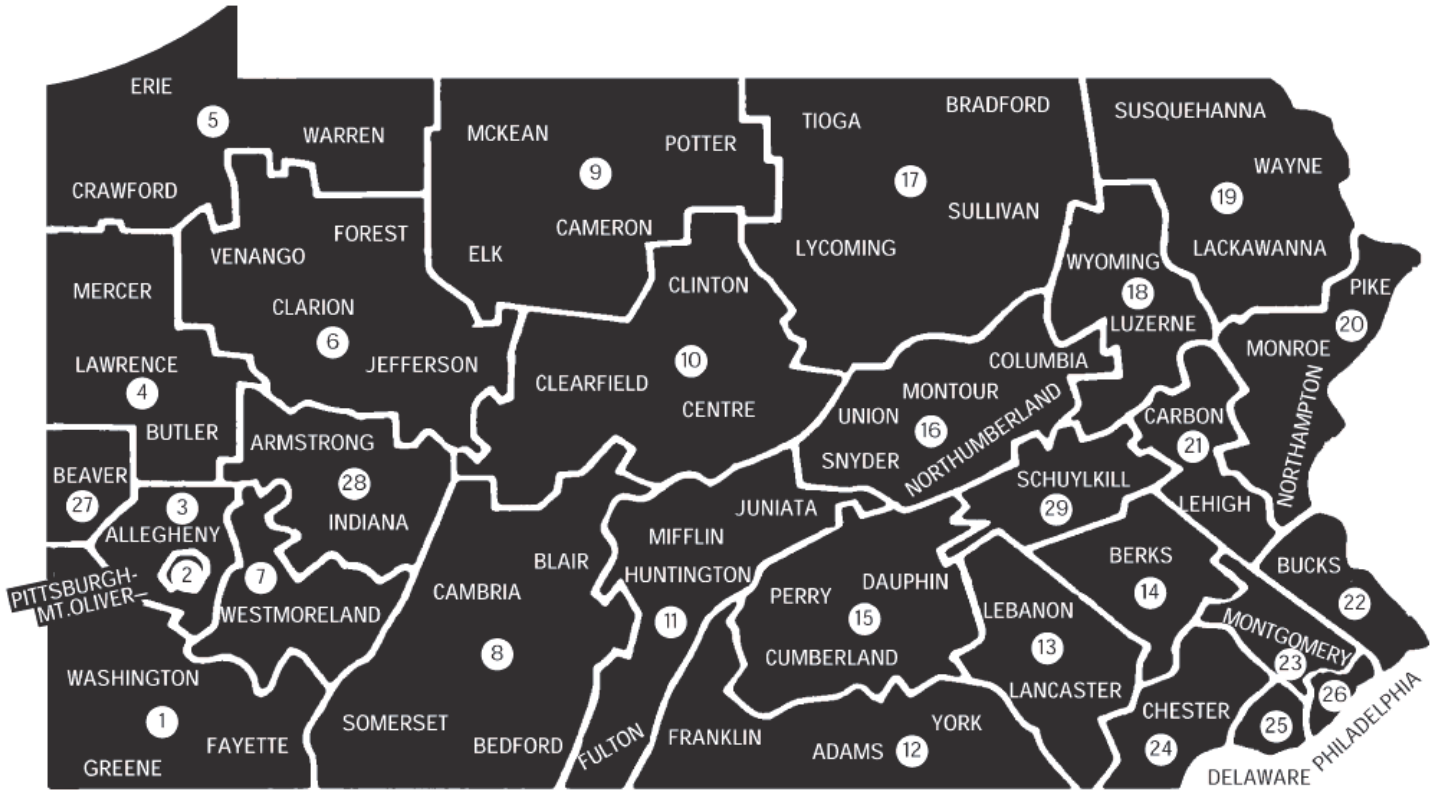 ERIE
5
WARREN
CRAWFORD
MCKEAN
POTTER
9
CAMERON
ELK
TIOGA
BRADFORD
17
SULLIVAN
LYCOMING
SUSQUEHANNA
WAYNE
19
LACKAWANNA
VENANGO
FOREST
CLARION
6
JEFFERSON
MERCER
LAWRENCE
4
BUTLER
CLINTON
10
CLEARFIELD
CENTRE
WYOMING
18
LUZERNE
PIKE
20
MONROE
NORTHAMPTON
COLUMBIA
MONTOUR
UNION
16
SNYDER
NORTHUMBERLAND
CARBON
21
LEHIGH
BEAVER
27
3
ALLEGHENY
2
PITTSBURGH-
MT.OLIVER
ARMSTRONG
28
INDIANA
7
WESTMORELAND
SCHUYLKILL
29
JUNIATA
MIFFLIN
HUNTINGTON
11
FULTON
BLAIR
CAMBRIA
8
SOMERSET
BEDFORD
PERRY
DAUPHIN
15
CUMBERLAND
LEBANON
13
LANCASTER
BERKS
14
BUCKS
22
MONTGOMERY
23
WASHINGTON
1
FAYETTE
GREENE
FRANKLIN
ADAMS
12
YORK
CHESTER
24
25
DELAWARE
26
PHILADELPHIA